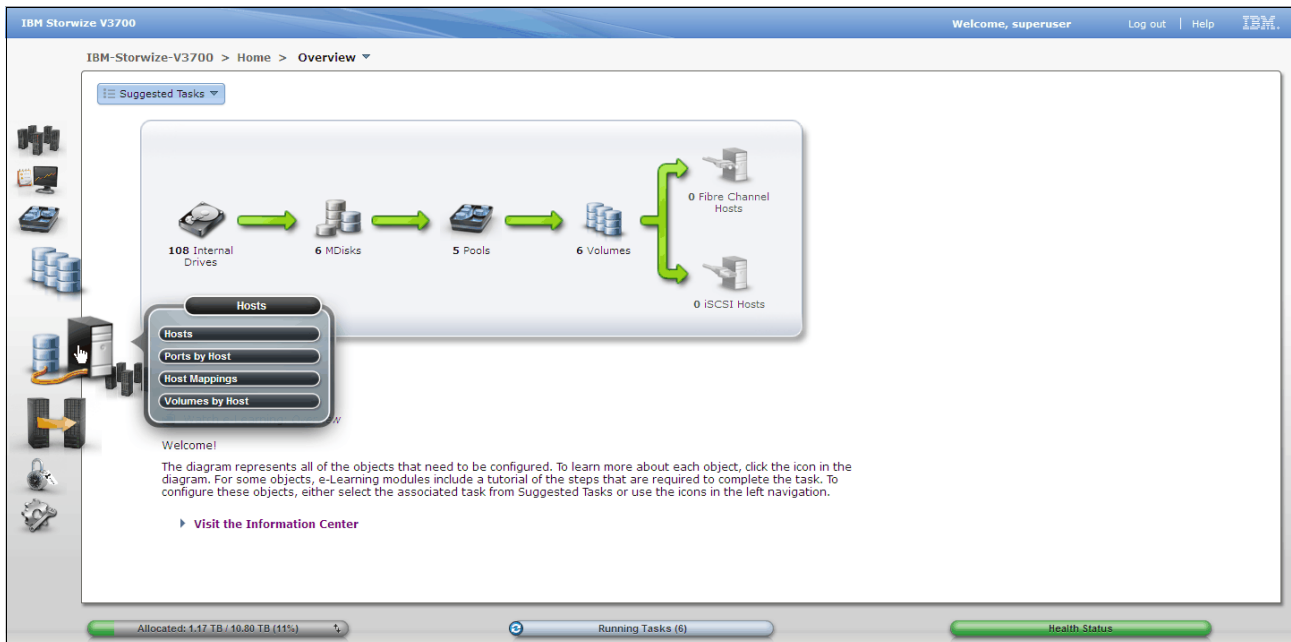 IBM Storwize V3700
Welcome, superuser
Log out | Help
IBM.
IBM-Storwize-V3700 > Home > Overview
Suggested Tasks
0 Fibre Channel
Hosts
108 Internal
Drives
6 MDisks
5 Pools
6 Volumes
0 iSCSI Hosts
Hosts
Hosts
Ports by Host
Host Mappings
Volumes by Host
Welcome!
The diagram represents all of the objects that need to be configured. To learn more about each object, click the icon in the
diagram. For some objects, e-Learning modules include a tutorial of the steps that are required to complete the task. To
configure these objects, either select the associated task from Suggested Tasks or use the icons in the left navigation.
Visit the Information Center
Allocated: 1.17 TB / 10.80 TB (11%)
Running Tasks (6)
Health Status